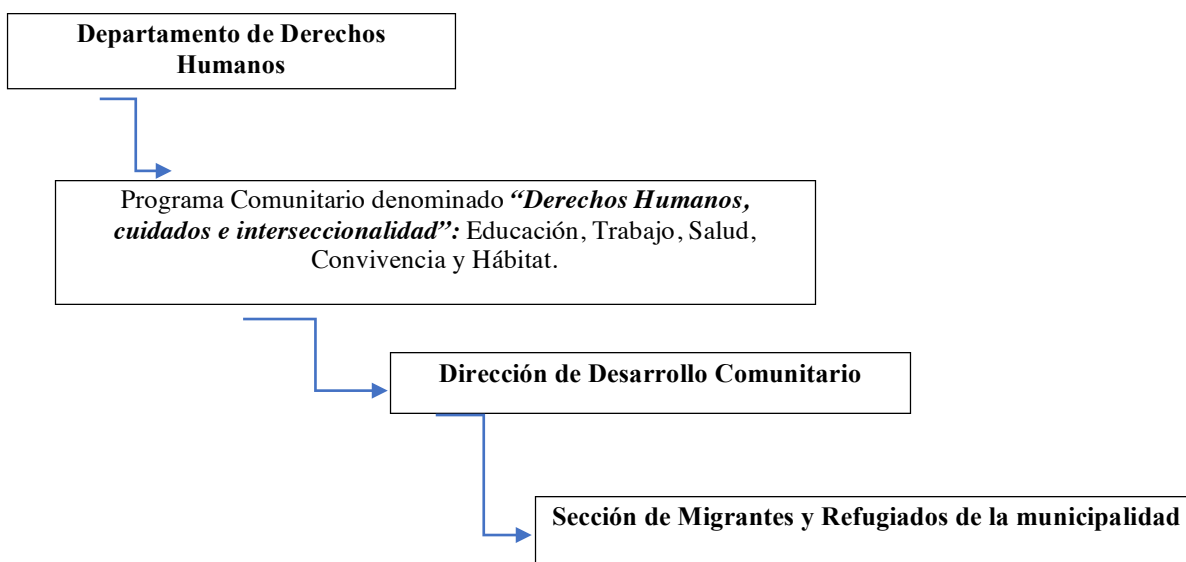 Departamento de Derechos
Humanos
Programa Comunitario denominado “Derechos Humanos,
cuidados e interseccionalidad”: Educación, Trabajo, Salud,
Convivencia y Hábitat.
Dirección de Desarrollo Comunitario
Sección de Migrantes y Refugiados de la municipalidad